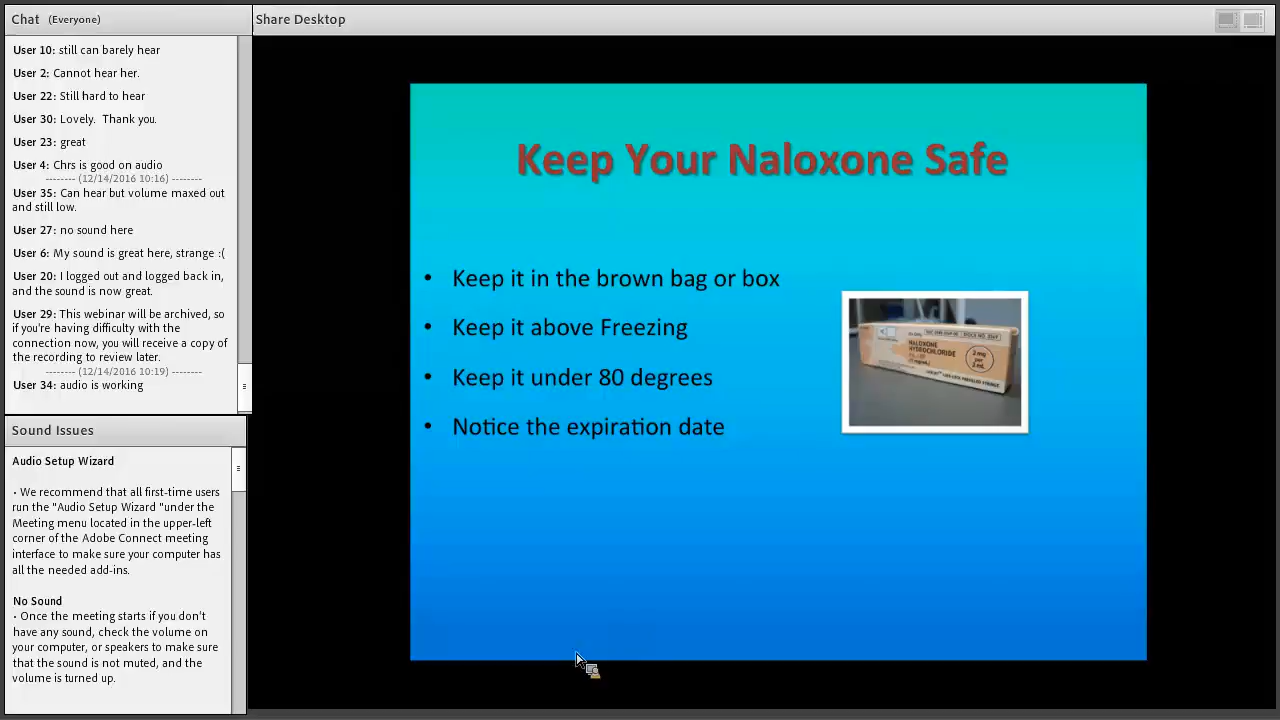 Chat (Everyone)
User 10: still can barely hear
User 2: Cannot hear her.
User 22: Still hard to hear
User 30: Lovely. Thank you.
User 23: great
User 4: Chrs is good on audio
-------- (12/14/2016 10:16) --------
User 35: Can hear but volume maxed out
and still low.
User 27: no sound here
User 6: My sound is great here, strange :(
User 20: I logged out and logged back in,
and the sound is now great.
User 29: This webinar will be archived, so
if you're having difficulty with the
connection now, you will receive a copy of
the recording to review later.
-------- (12/14/2016 10:19) --------
User 34: audio is working
Sound Issues
Audio Setup Wizard
• We recommend that all first-time users
run the "Audio Setup Wizard "under the
Meeting menu located in the upper-left
corner of the Adobe Connect meeting
interface to make sure your computer has
all the needed add-ins.
No Sound
• Once the meeting starts if you don't
have any sound, check the volume on
your computer, or speakers to make sure
that the sound is not muted, and the
volume is turned up.
Share Desktop
Keep Your Naloxone Safe
• Keep it in the brown bag or box
• Keep it above Freezing
• Keep it under 80 degrees
• Notice the expiration date
NALOXONE
HYDROCHLORIDE
2 mg
per
2 mL